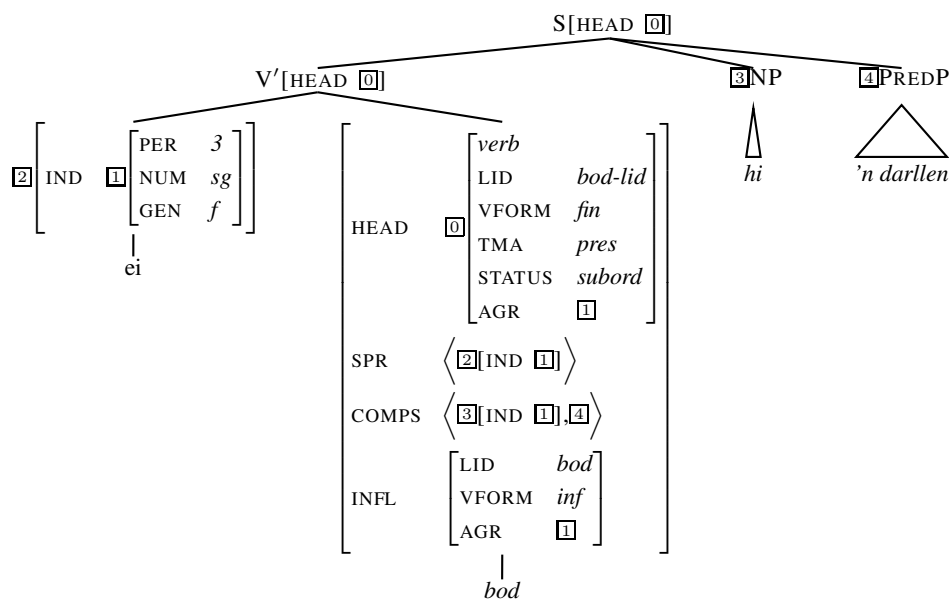 S[HEAD 0]
V′[HEAD 0]
3NP
4PREDP
2[IND 1[PER 3
NUM sg
GEN f]]
ei
HEAD 0[verb
LID bod-lid
VFORM fin
TMA pres
STATUS subord
AGR 1]
SPR ⟨2[IND 1]⟩
COMPS ⟨3[IND 1],4⟩
INFL [LID bod
VFORM inf
AGR 1]
bod
hi
'n darllen